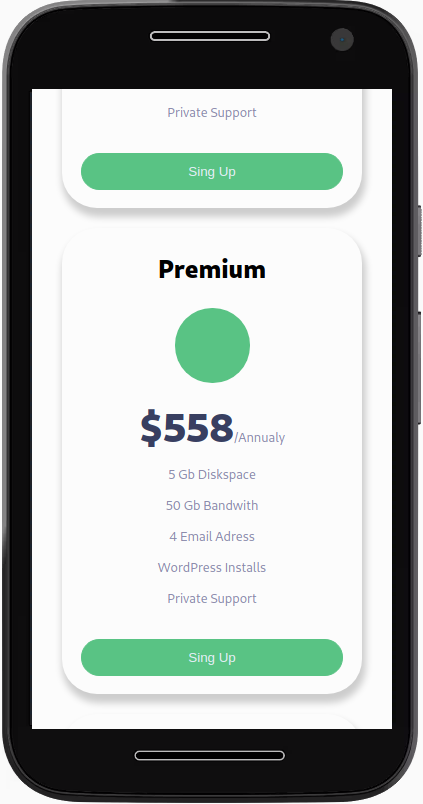 Private Support
Sing Up
Premium
$558/Annualy
5 Gb Diskspace
50 Gb Bandwith
4 Email Adress
WordPress Installs
Private Support
Sing Up